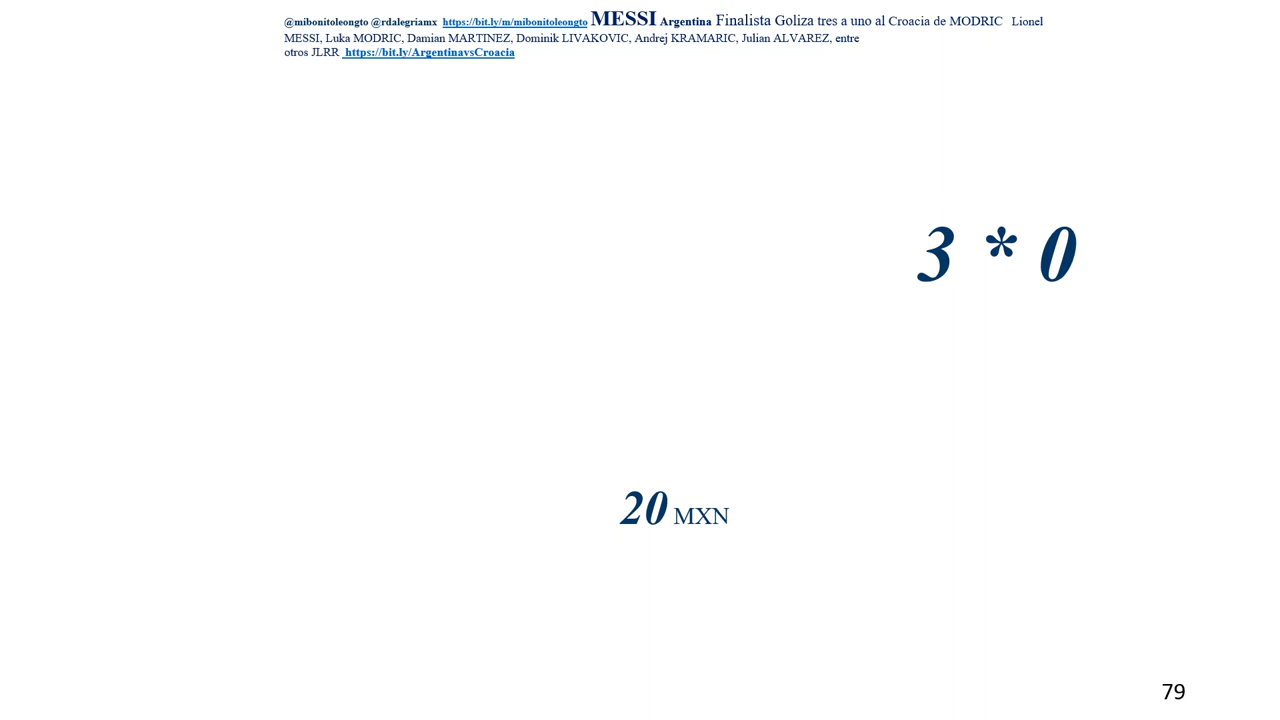 @mibonitoleongto @rdalegriamx https://bit.ly/m/mibonitoleongto MESSI Argentina Finalista Goliza tres a uno al Croacia de MODRIC Lionel
MESSI, Luka MODRIC, Damian MARTINEZ, Dominik LIVAKOVIC, Andrej KRAMARIC, Julian ALVAREZ, entre
otros JLRR https://bit.ly/ArgentinavsCroacia
3 * 0
20 MXN
79